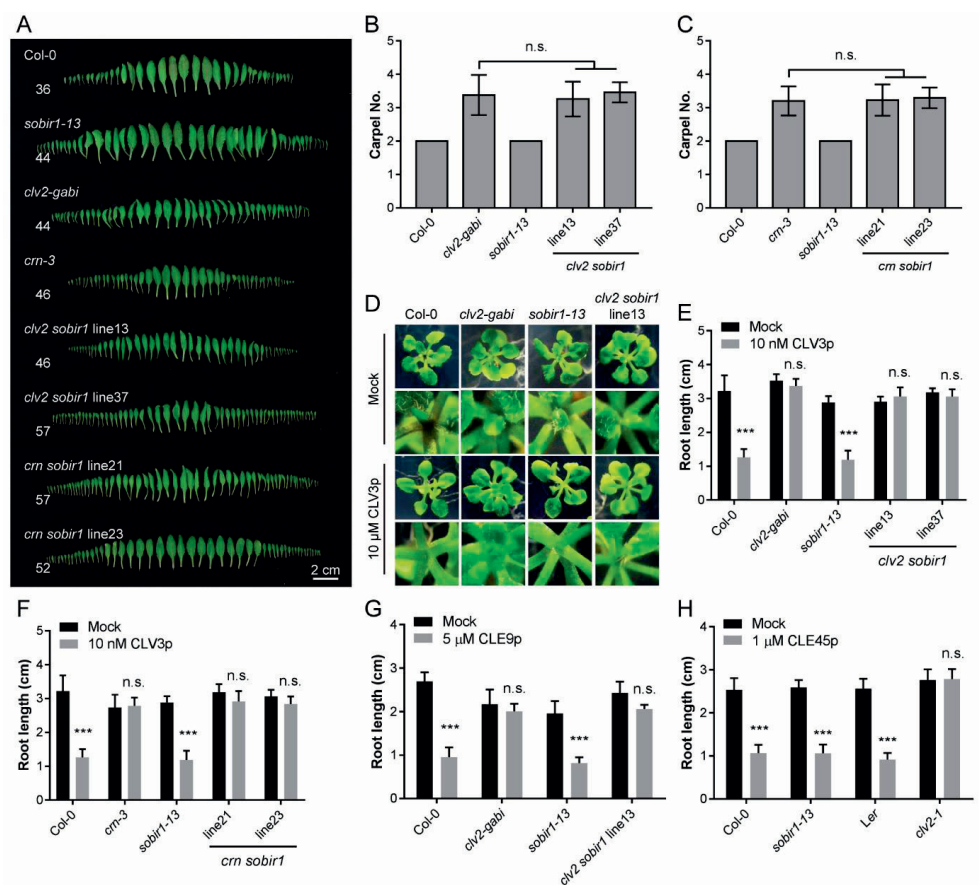 A
Col-0
36
sobir1-13
44
clv2-gabi
44
crn-3
46
clv2 sobir1 line13
46
clv2 sobir1 line37
57
crn sobir1 line21
57
crn sobir1 line23
52
2 cm
B
n.s.
Carpel No.
5
4
3
2
1
0
Col-0
clv2-gabi
sobir1-13
line13
line37
clv2 sobir1
C
n.s.
Carpel No.
5
4
3
2
1
0
Col-0
crn-3
sobir1-13
line21
line23
crn sobir1
D
clv2 sobir1
Col-0 clv2-gabi sobir1-13 line13
Mock
10 μM CLV3p
E
Mock
10 nM CLV3p
Root length (cm)
4
3
2
1
0
***
n.s.
***
n.s.
n.s.
Col-0
clv2-gabi
sobir1-13
line13
line37
clv2 sobir1
F
Mock
10 nM CLV3p
Root length (cm)
5
4
3
2
1
0
***
n.s.
***
n.s.
n.s.
Col-0
crn-3
sobir1-13
line21
line23
crn sobir1
G
Mock
5 μM CLE9p
Root length (cm)
4
3
2
1
0
***
n.s.
***
n.s.
Col-0
clv2-gabi
sobir1-13
clv2 sobir1 line13
H
Mock
1 μM CLE45p
Root length (cm)
4
3
2
1
0
***
***
***
n.s.
Col-0
sobir1-13
Ler
clv2-1